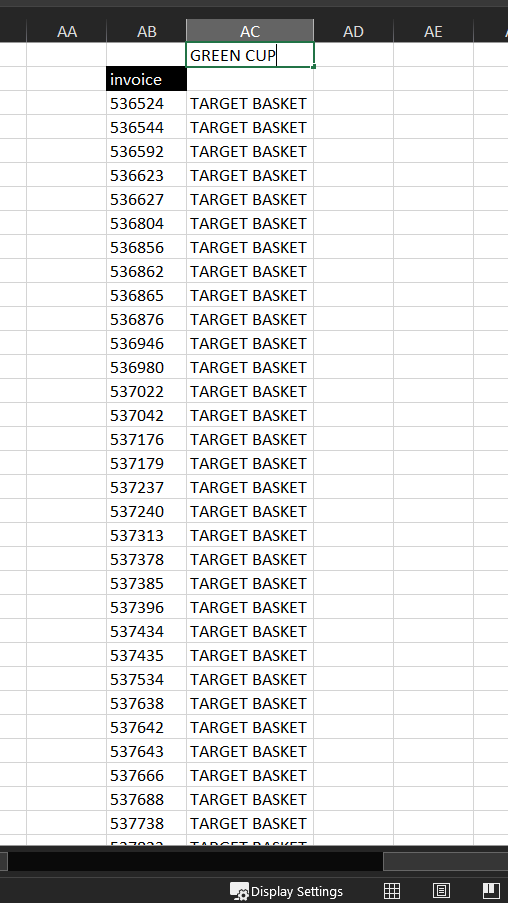 AA AB AC AD AE
GREEN CUP
invoice
536524 TARGET BASKET
536544 TARGET BASKET
536592 TARGET BASKET
536623 TARGET BASKET
536627 TARGET BASKET
536804 TARGET BASKET
536856 TARGET BASKET
536862 TARGET BASKET
536865 TARGET BASKET
536876 TARGET BASKET
536946 TARGET BASKET
536980 TARGET BASKET
537022 TARGET BASKET
537042 TARGET BASKET
537176 TARGET BASKET
537179 TARGET BASKET
537237 TARGET BASKET
537240 TARGET BASKET
537313 TARGET BASKET
537378 TARGET BASKET
537385 TARGET BASKET
537396 TARGET BASKET
537434 TARGET BASKET
537435 TARGET BASKET
537534 TARGET BASKET
537638 TARGET BASKET
537642 TARGET BASKET
537643 TARGET BASKET
537666 TARGET BASKET
537688 TARGET BASKET
537738 TARGET BASKET
TARGET BASKET
Display Settings